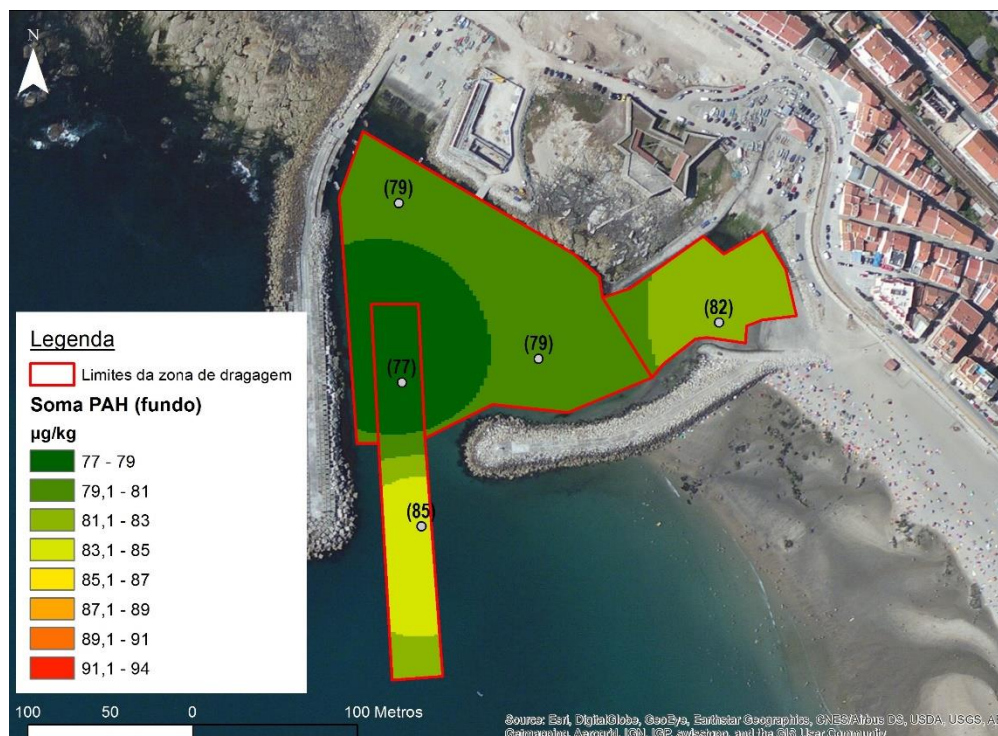 N
(79)
(82)
(79)
(77)
(85)
Legenda
Limites da zona de dragagem
Soma PAH (fundo)
µg/kg
77 - 79
79,1 - 81
81,1 - 83
83,1 - 85
85,1 - 87
87,1 - 89
89,1 - 91
91,1 - 94
100 50 0 100 Metros
Source: Esri, DigitalGlobe, GeoEye, Earthstar Geographics, CNES/Airbus DS, USDA, USGS, A
Getmapping, Aerogrid, IGN, IGP, swisstopo, and the GIS User Community